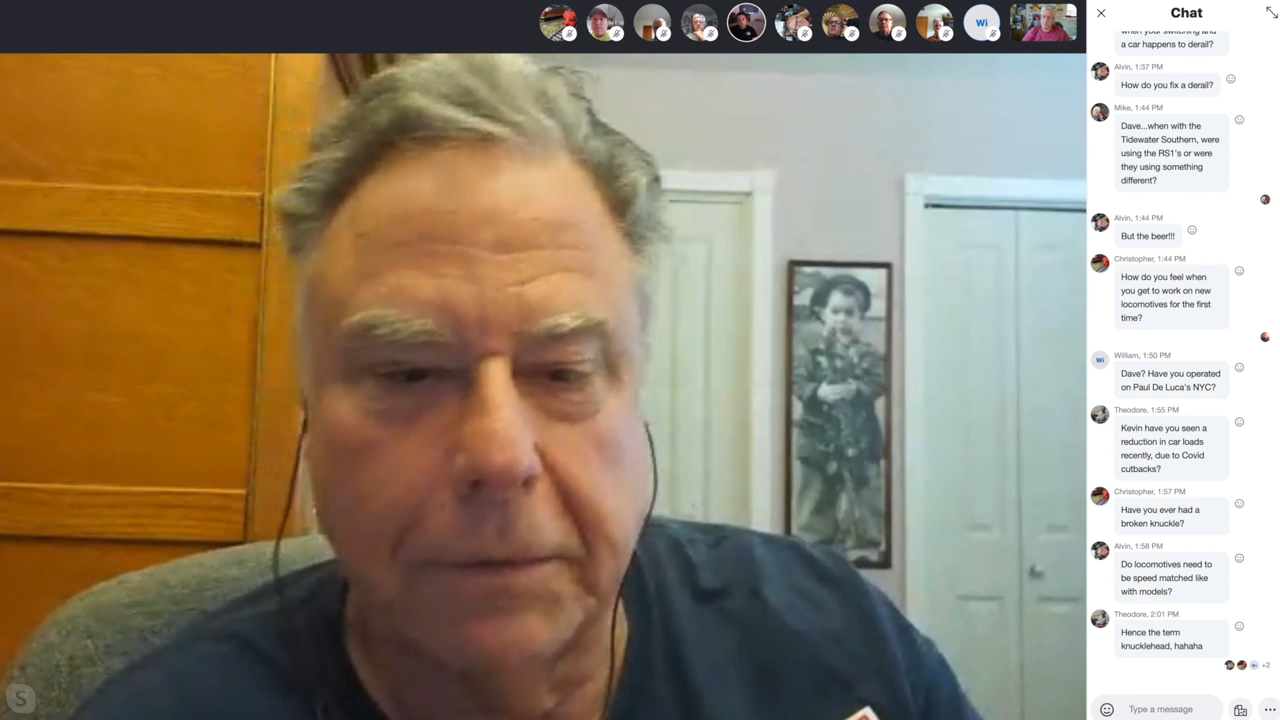 Wi
Chat
when your switching and
a car happens to derail?
Alvin, 1:37 PM
How do you fix a derail?
Mike, 1:44 PM
Dave...when with the
Tidewater Southern, were
using the RS1's or were
they using something
different?
Alvin, 1:44 PM
But the beer!!!
Christopher, 1:44 PM
How do you feel when
you get to work on new
locomotives for the first
time?
Wi
William, 1:50 PM
Dave? Have you operated
on Paul De Luca's NYC?
Theodore, 1:55 PM
Kevin have you seen a
reduction in car loads
recently, due to Covid
cutbacks?
Christopher, 1:57 PM
Have you ever had a
broken knuckle?
Alvin, 1:58 PM
Do locomotives need to
be speed matched like
with models?
Theodore, 2:01 PM
Hence the term
knucklehead, hahaha
Wi +2
Type a message
S